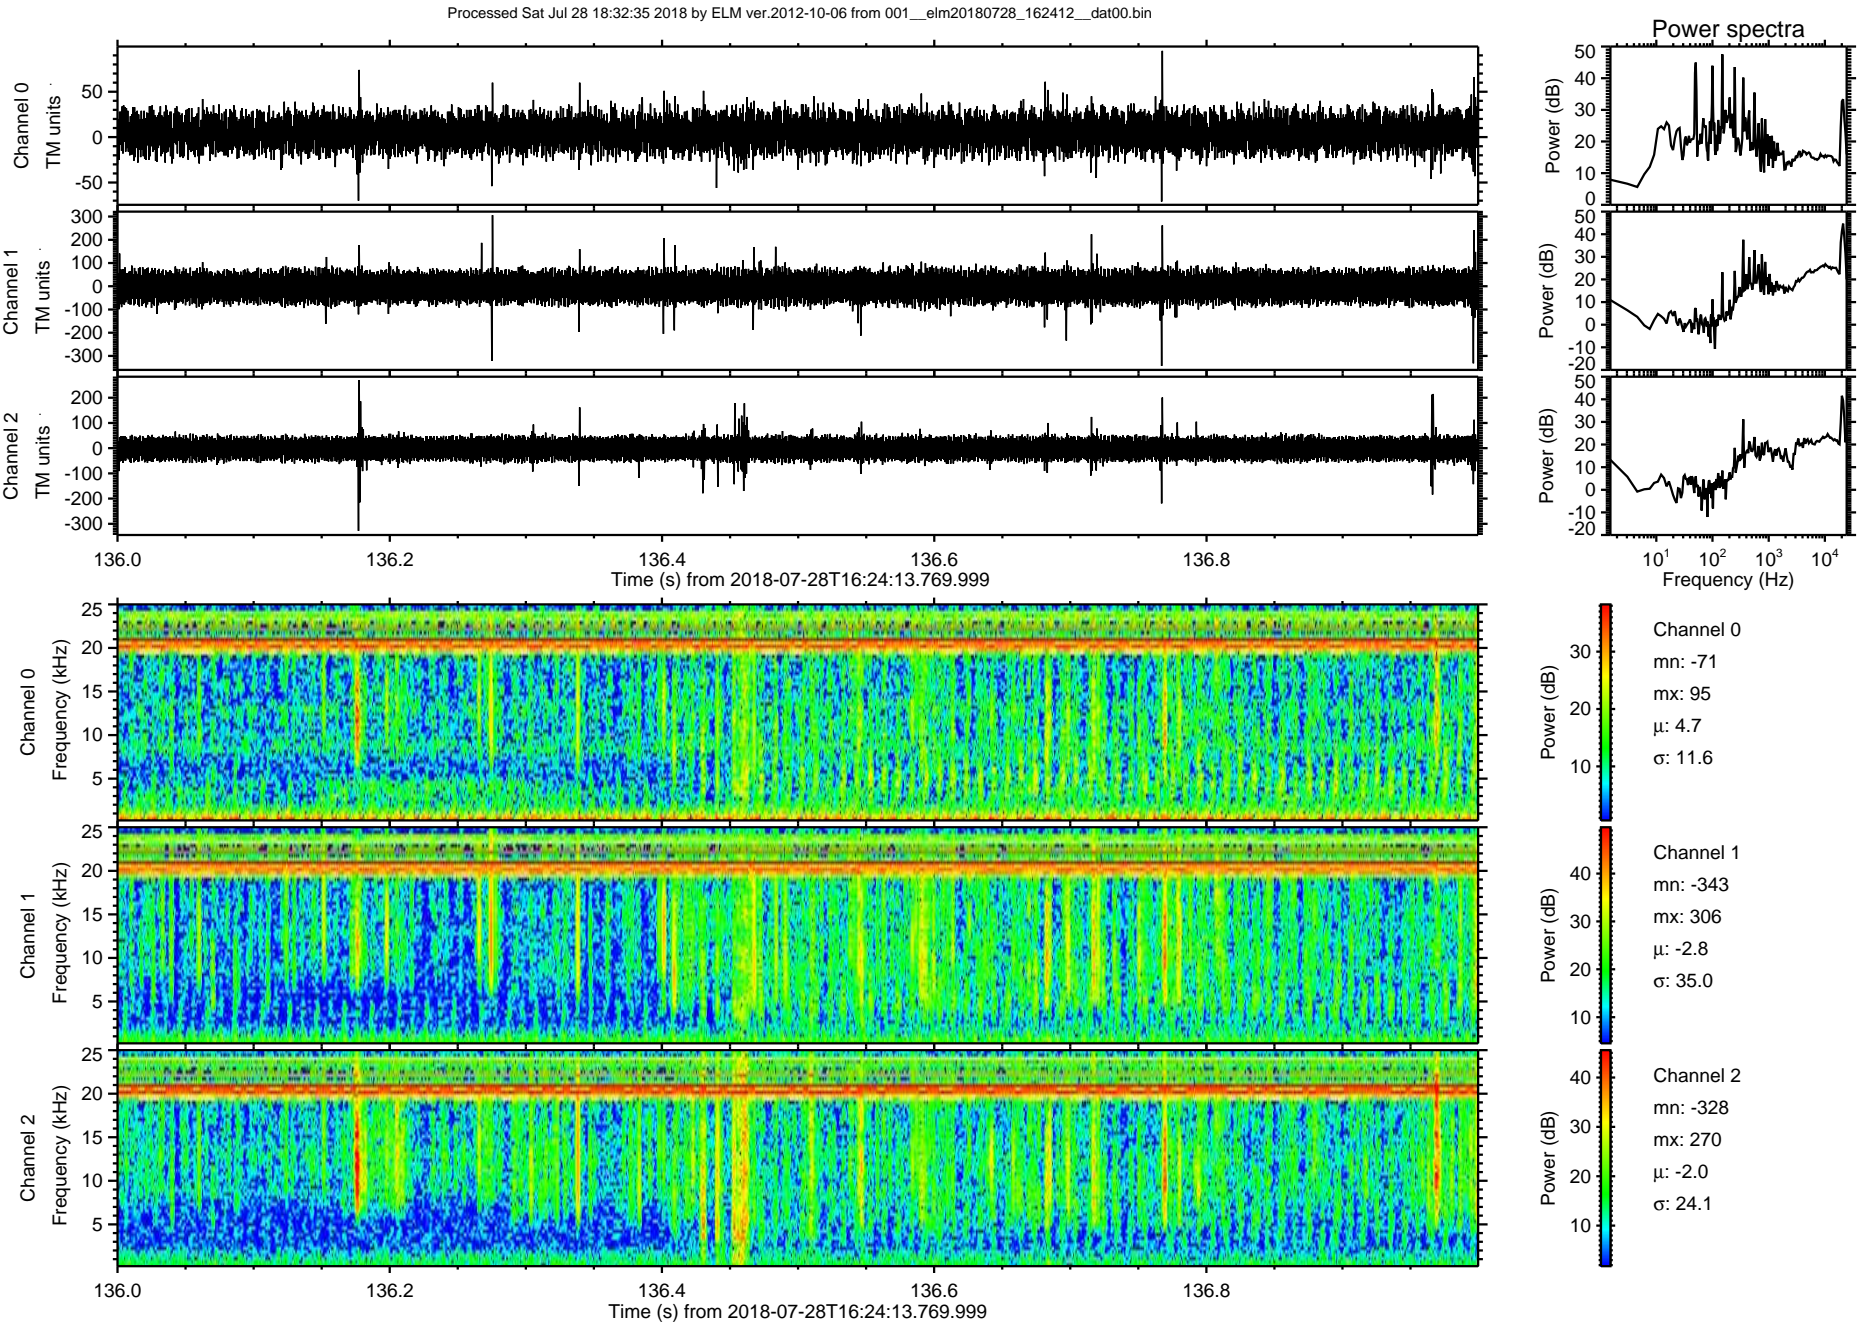 Processed Sat Jul 28 18:32:35 2018 by ELM ver.2012-10-06 from 001__elm20180728_162412__dat00.bin
Power spectra
Channel 0
TM units
50
0
-50
Power (dB)
50
40
30
20
10
0
Channel 1
TM units
300
200
100
0
-100
-200
-300
Power (dB)
50
40
30
20
10
0
-10
-20
Channel 2
TM units
200
100
0
-100
-200
-300
Power (dB)
50
40
30
20
10
0
-10
-20
136.0 136.2 136.4 136.6 136.8
Time (s) from 2018-07-28T16:24:13.769.999
10¹ 10² 10³ 10⁴
Frequency (Hz)
Channel 0
Frequency (kHz)
25
20
15
10
5
Power (dB)
30
20
10
Channel 0
mn: -71
mx: 95
μ: 4.7
σ: 11.6
Channel 1
Frequency (kHz)
25
20
15
10
5
Power (dB)
40
30
20
10
Channel 1
mn: -343
mx: 306
μ: -2.8
σ: 35.0
Channel 2
Frequency (kHz)
25
20
15
10
5
Power (dB)
40
30
20
10
Channel 2
mn: -328
mx: 270
μ: -2.0
σ: 24.1
136.0 136.2 136.4 136.6 136.8
Time (s) from 2018-07-28T16:24:13.769.999